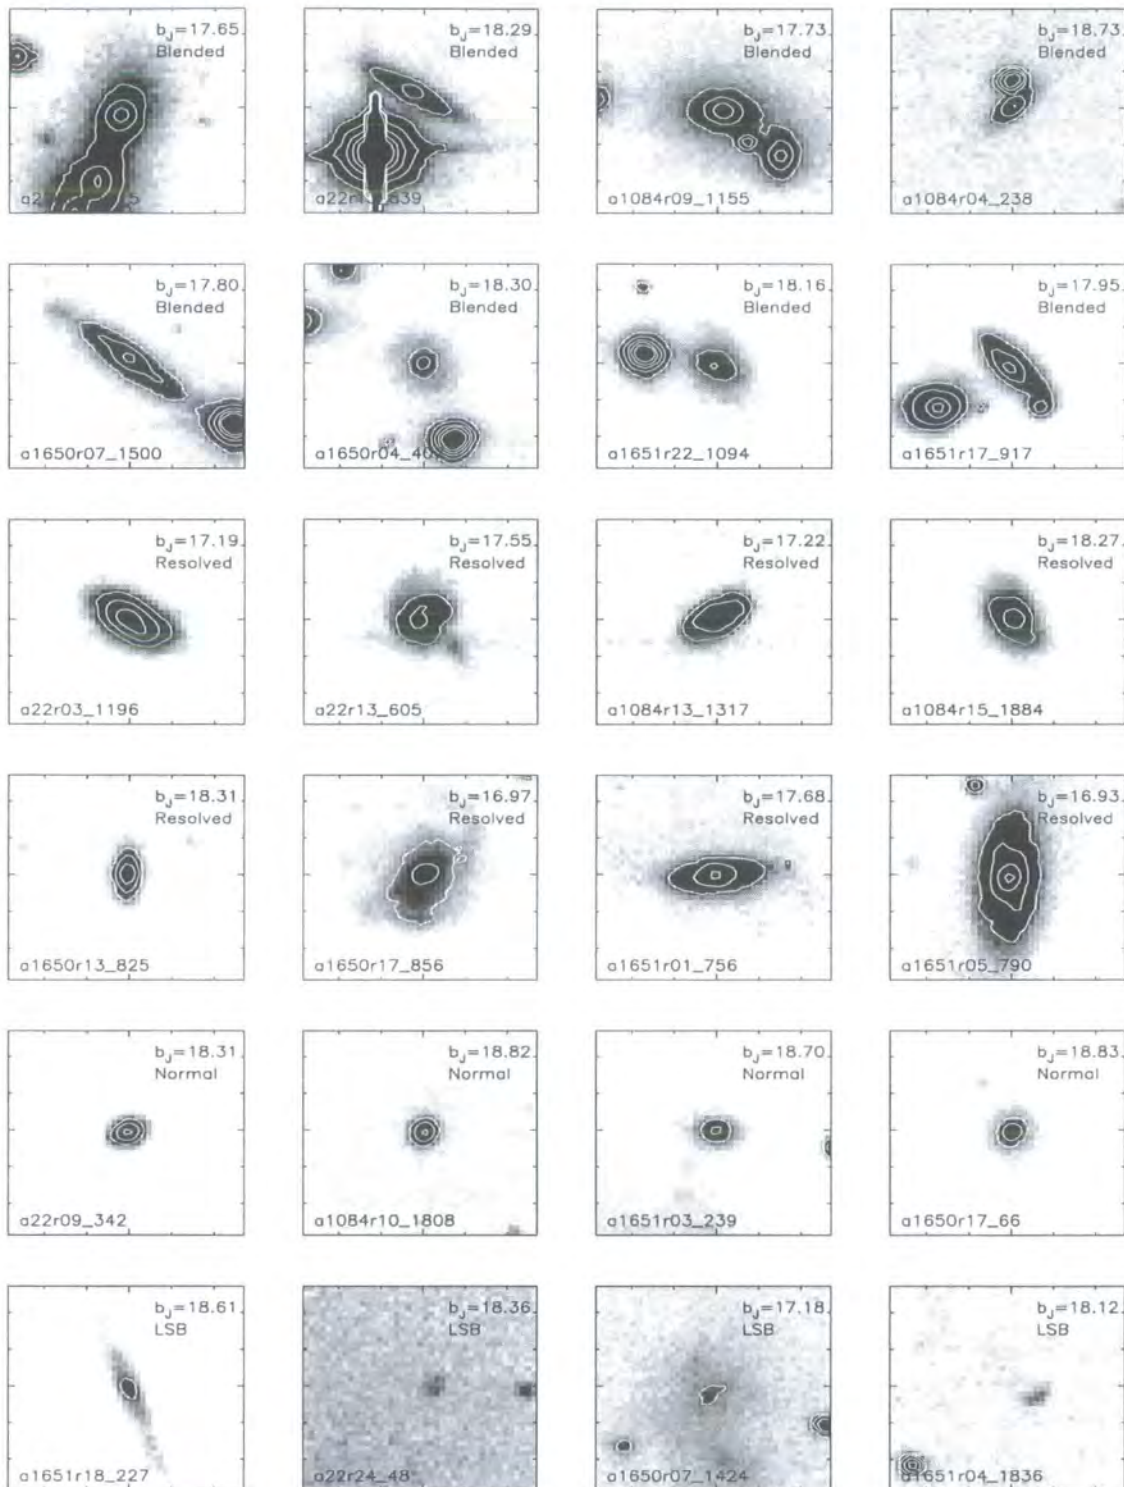 b_J=17.65
Blended
b_J=18.29
Blended
a22r13_539
b_J=17.73
Blended
a1084r09_1155
b_J=18.73
Blended
a1084r04_238
b_J=17.80
Blended
a1650r07_1500
b_J=18.30
Blended
b_J=18.16
Blended
a1651r22_1094
b_J=17.95
Blended
a1651r17_917
b_J=17.19
Resolved
a22r03_1196
b_J=17.55
Resolved
a22r13_605
b_J=17.22
Resolved
a1084r13_1317
b_J=18.27
Resolved
a1084r15_1884
b_J=18.31
Resolved
a1650r13_825
b_J=16.97
Resolved
a1650r17_856
b_J=17.68
Resolved
a1651r01_756
b_J=16.93
Resolved
a1651r05_790
b_J=18.31
Normal
a22r09_342
b_J=18.82
Normal
a1084r10_1808
b_J=18.70
Normal
a1651r03_239
b_J=18.83
Normal
a1650r17_66
b_J=18.61
LSB
a1651r18_227
b_J=18.36
LSB
a22r24_48
b_J=17.18
LSB
a1650r07_1424
b_J=18.12
LSB
a1651r04_1836